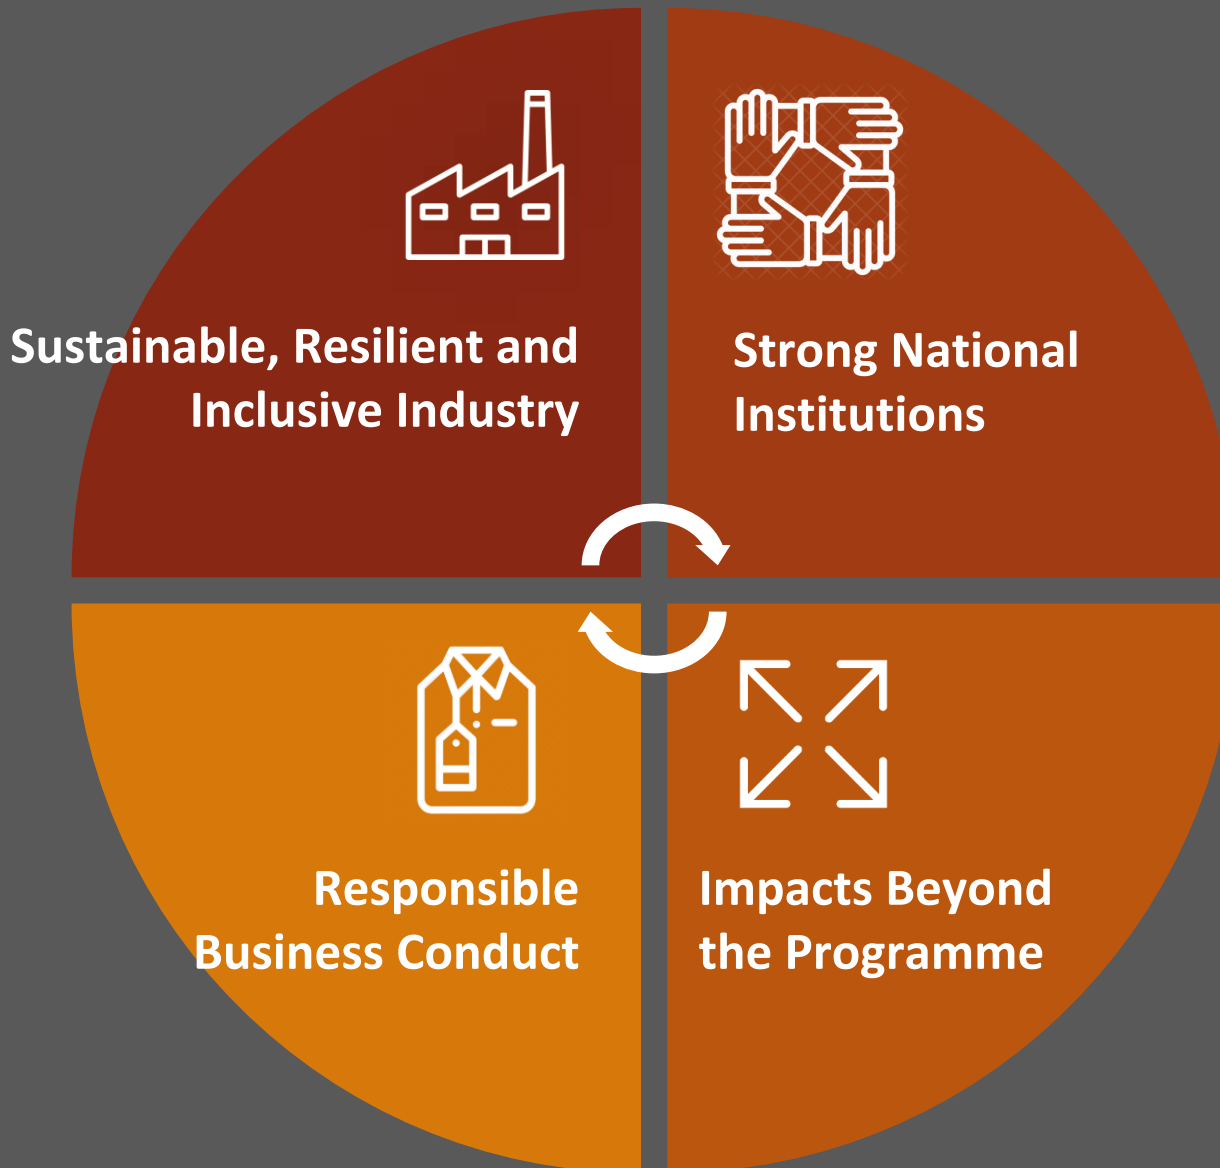 Sustainable, Resilient and
Inclusive Industry
Strong National
Institutions
Responsible
Business Conduct
Impacts Beyond
the Programme